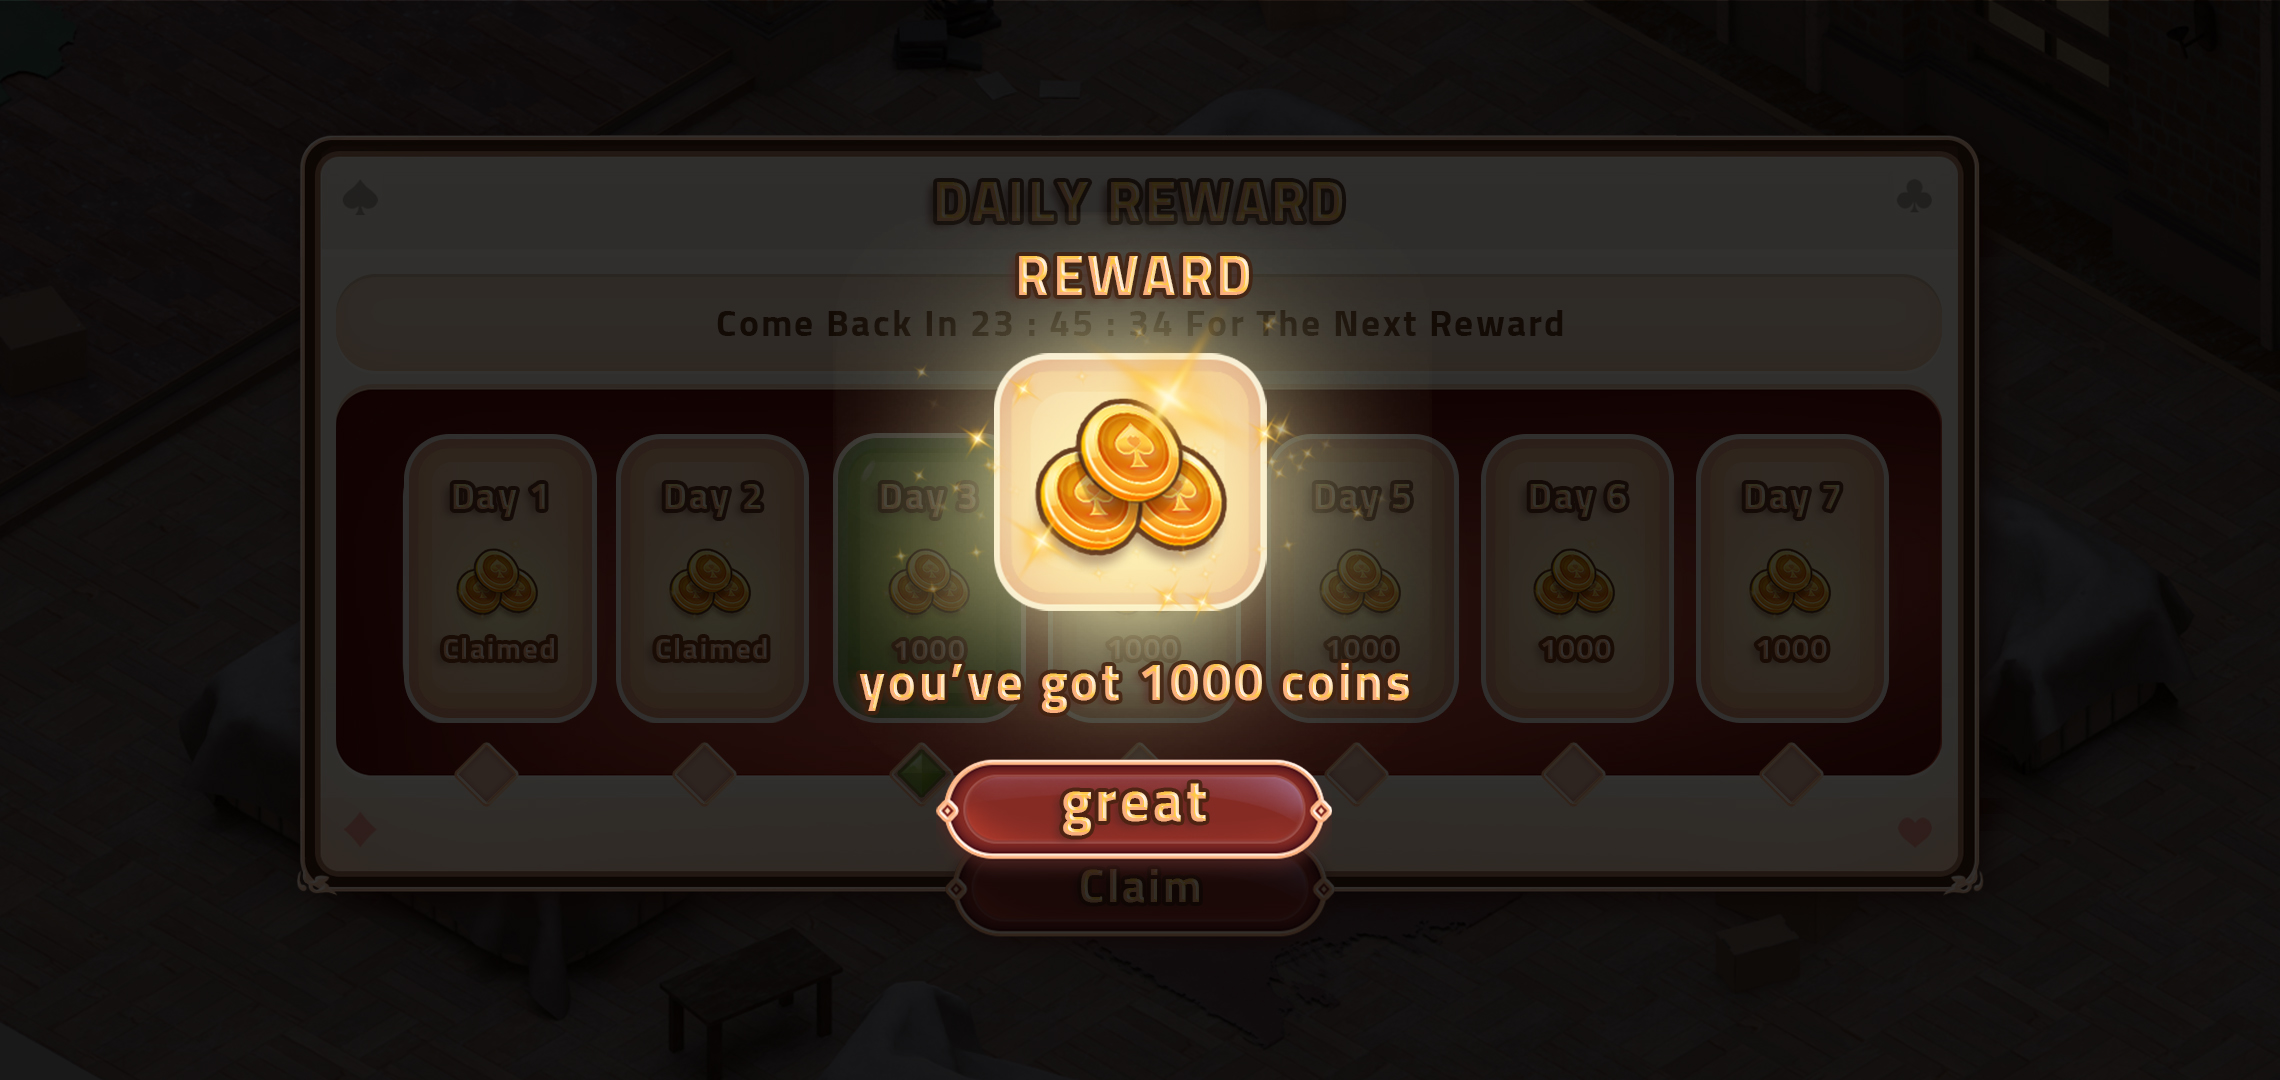 DAILY REWARD
REWARD
Come Back In 23 : 45 : 34 For The Next Reward
Day 1
Day 2
Day 3
Day 5
Day 6
Day 7
Claimed
Claimed
1000
1000
1000
1000
1000
you've got 1000 coins
great
Claim